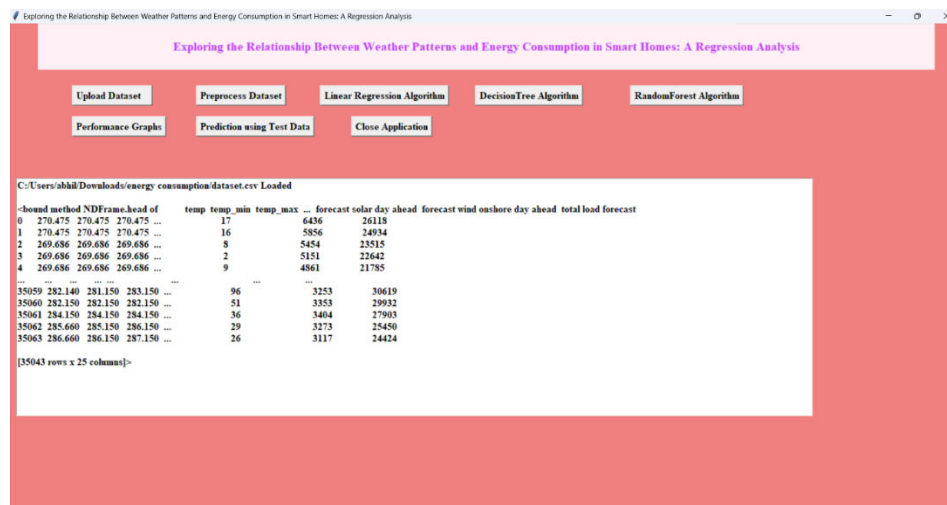 Exploring the Relationship Between Weather Patterns and Energy Consumption in Smart Homes: A Regression Analysis
Exploring the Relationship Between Weather Patterns and Energy Consumption in Smart Homes: A Regression Analysis
Upload Dataset Preprocess Dataset Linear Regression Algorithm DecisionTree Algorithm RandomForest Algorithm
Performance Graphs Prediction using Test Data Close Application
C:/Users/abhil/Downloads/energy consumption/dataset.csv Loaded
<bound method NDFrame.head of temp temp_min temp_max ... forecast solar day ahead forecast wind onshore day ahead total load forecast
0 270.475 270.475 270.475 ... 17 6436 26118
1 270.475 270.475 270.475 ... 16 5856 24934
2 269.686 269.686 269.686 ... 8 5454 23515
3 269.686 269.686 269.686 ... 2 5151 22642
4 269.686 269.686 269.686 ... 9 4861 21785
... ... ... ... ... ... ... ...
35059 282.140 281.150 283.150 ... 96 3253 30619
35060 282.150 282.150 282.150 ... 51 3353 29932
35061 284.150 284.150 284.150 ... 36 3404 27903
35062 285.660 285.150 286.150 ... 29 3273 25450
35063 286.660 286.150 287.150 ... 26 3117 24424
[35043 rows x 25 columns]>